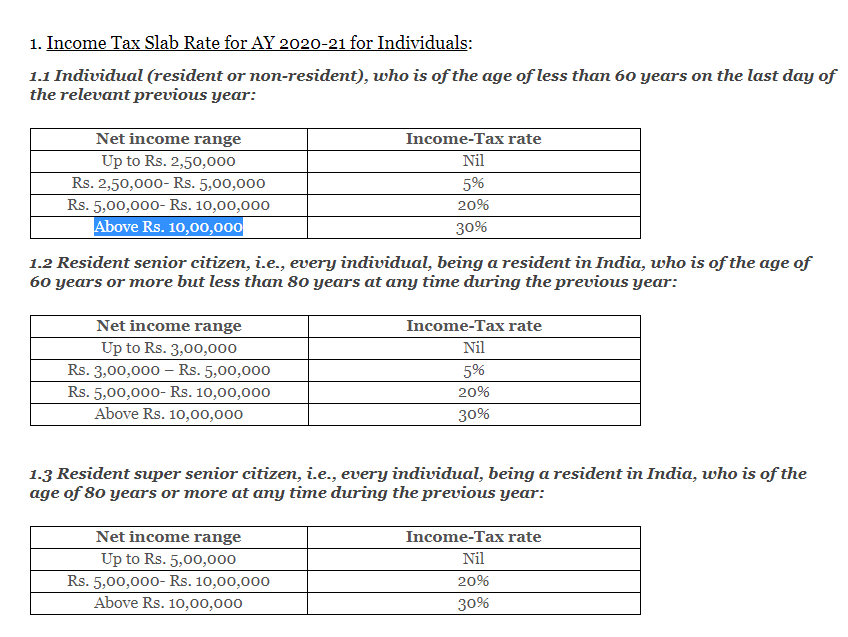 1. Income Tax Slab Rate for AY 2020-21 for Individuals:
1.1 Individual (resident or non-resident), who is of the age of less than 60 years on the last day of
the relevant previous year:
Net income range Income-Tax rate
Up to Rs. 2,50,000 Nil
Rs. 2,50,000- Rs. 5,00,000 5%
Rs. 5,00,000- Rs. 10,00,000 20%
Above Rs. 10,00,000 30%
1.2 Resident senior citizen, i.e., every individual, being a resident in India, who is of the age of
60 years or more but less than 80 years at any time during the previous year:
Net income range Income-Tax rate
Up to Rs. 3,00,000 Nil
Rs. 3,00,000 – Rs. 5,00,000 5%
Rs. 5,00,000- Rs. 10,00,000 20%
Above Rs. 10,00,000 30%
1.3 Resident super senior citizen, i.e., every individual, being a resident in India, who is of the
age of 80 years or more at any time during the previous year:
Net income range Income-Tax rate
Up to Rs. 5,00,000 Nil
Rs. 5,00,000- Rs. 10,00,000 20%
Above Rs. 10,00,000 30%